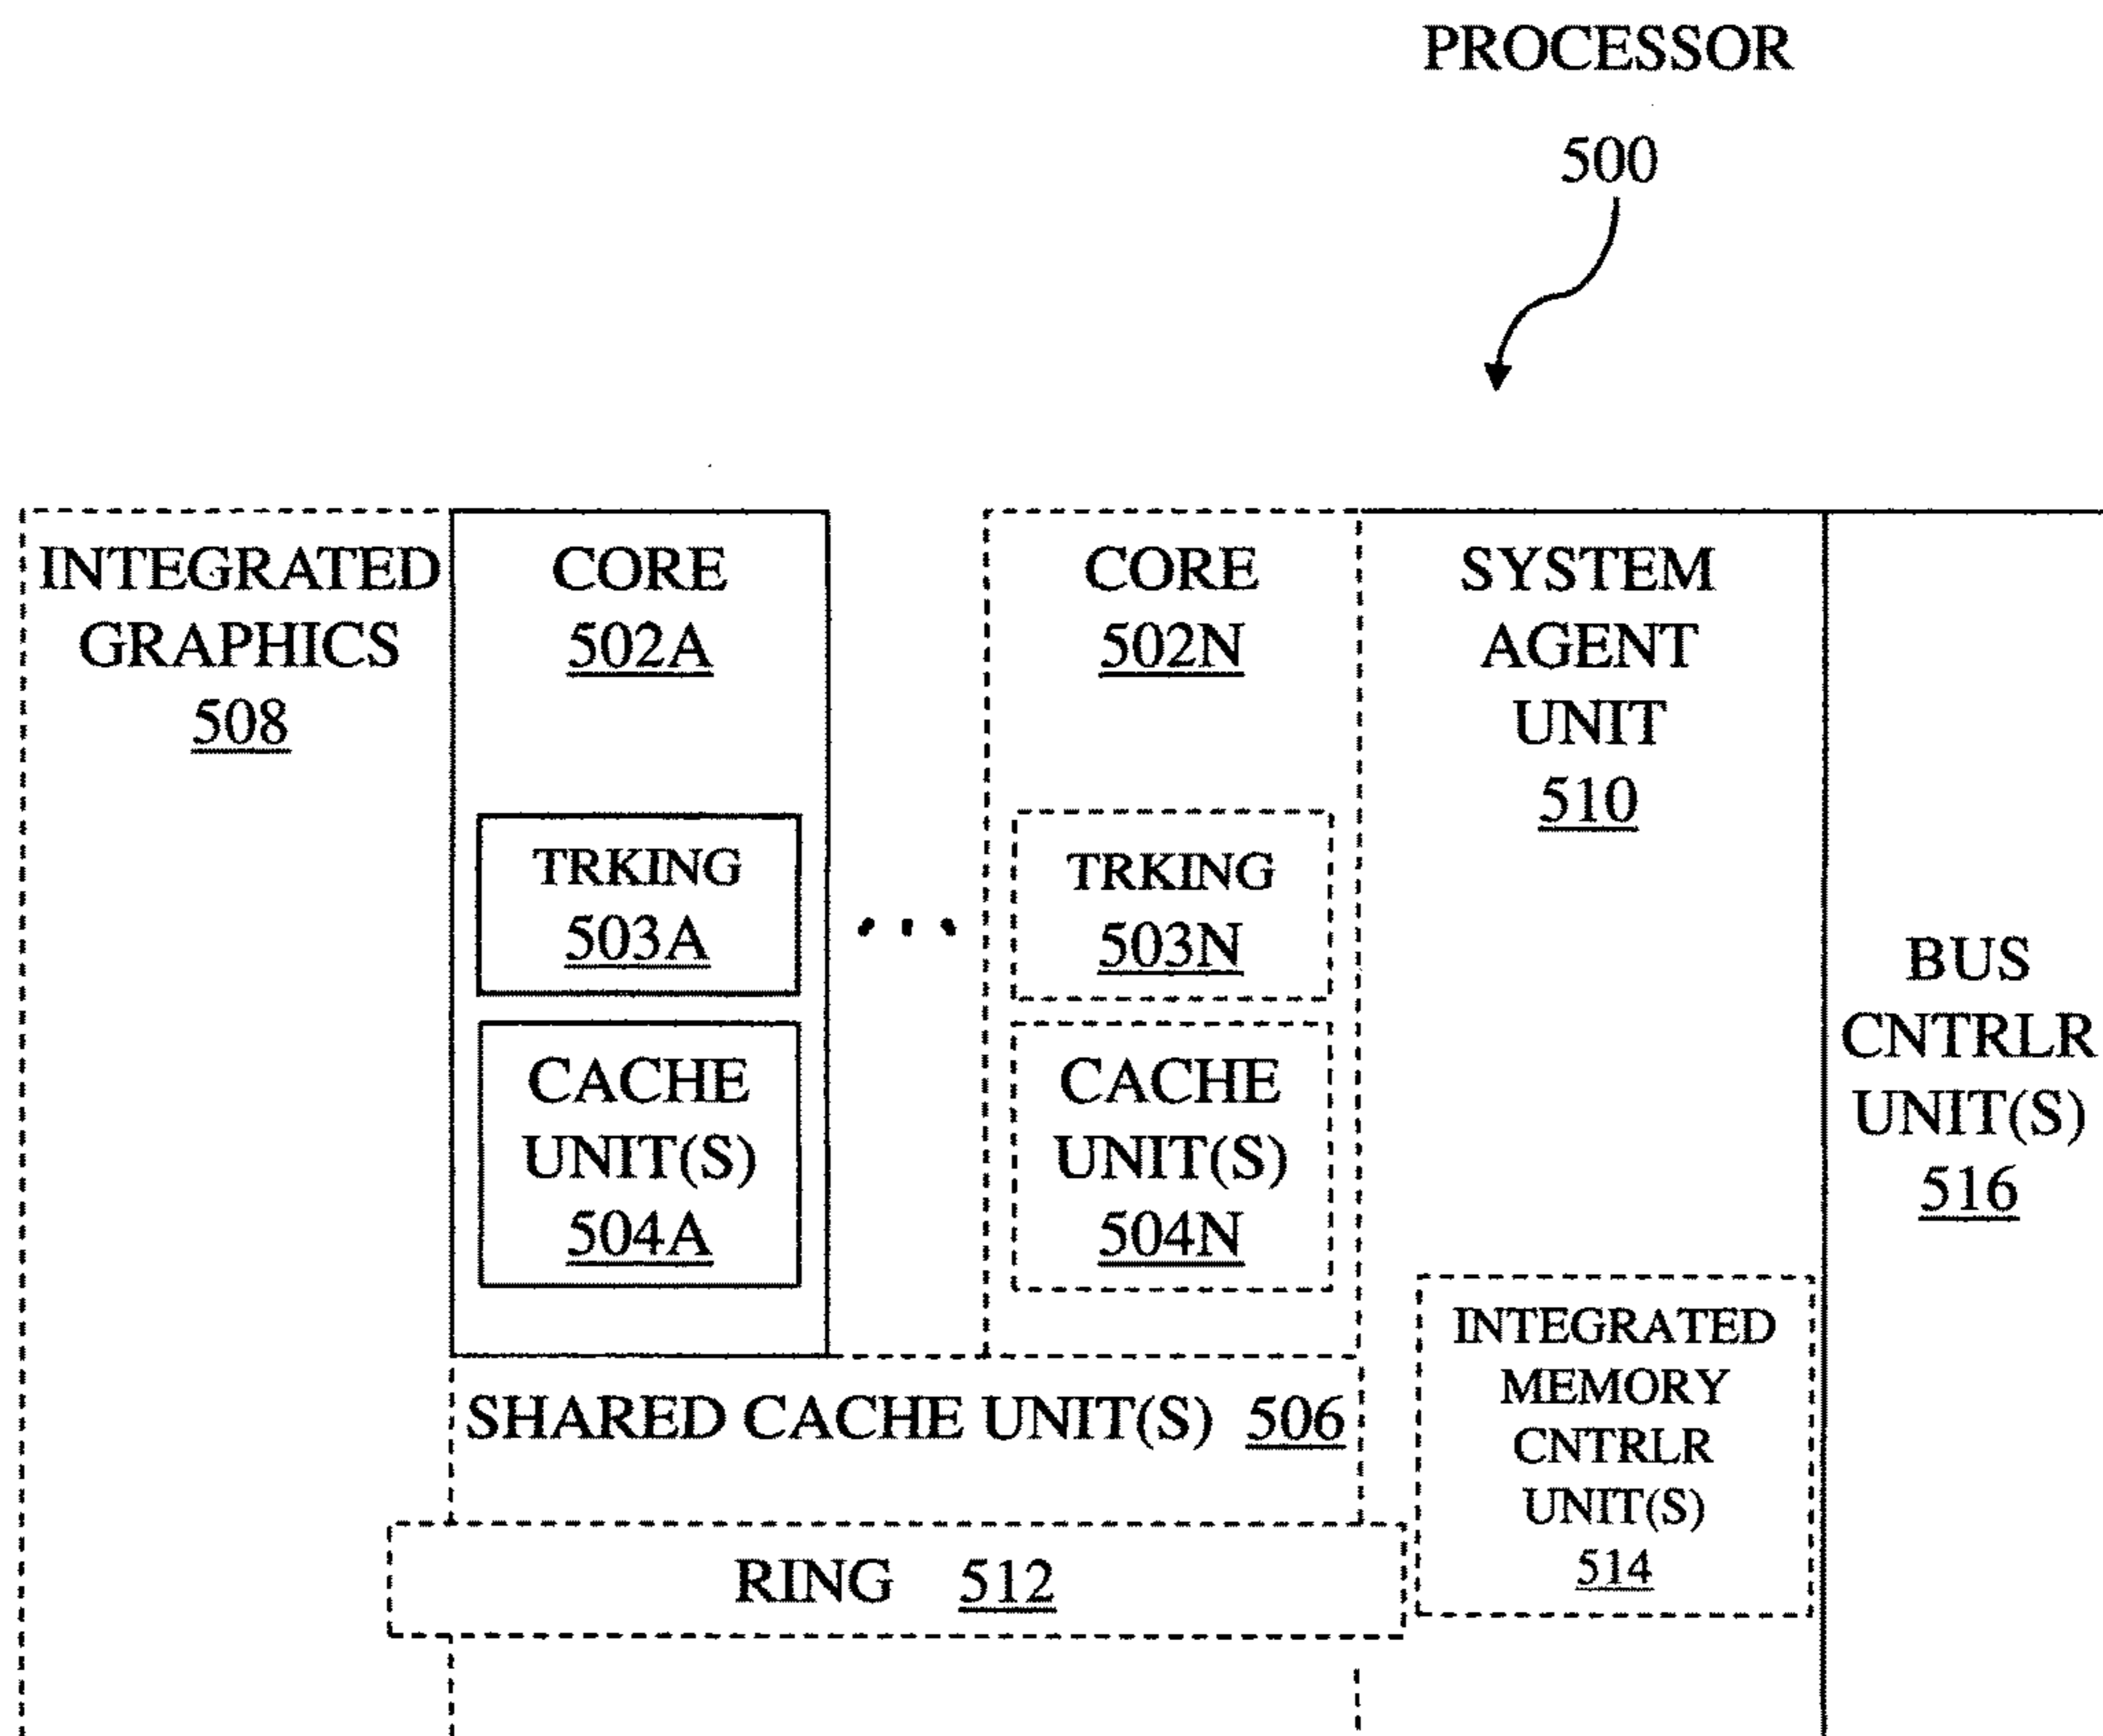 PROCESSOR
500
INTEGRATED
GRAPHICS
508
CORE
502A
TRKING
503A
CACHE
UNIT(S)
504A
...
CORE
502N
TRKING
503N
CACHE
UNIT(S)
504N
SYSTEM
AGENT
UNIT
510
BUS
CNTRLR
UNIT(S)
516
INTEGRATED
MEMORY
CNTRLR
UNIT(S)
514
SHARED CACHE UNIT(S) 506
RING 512